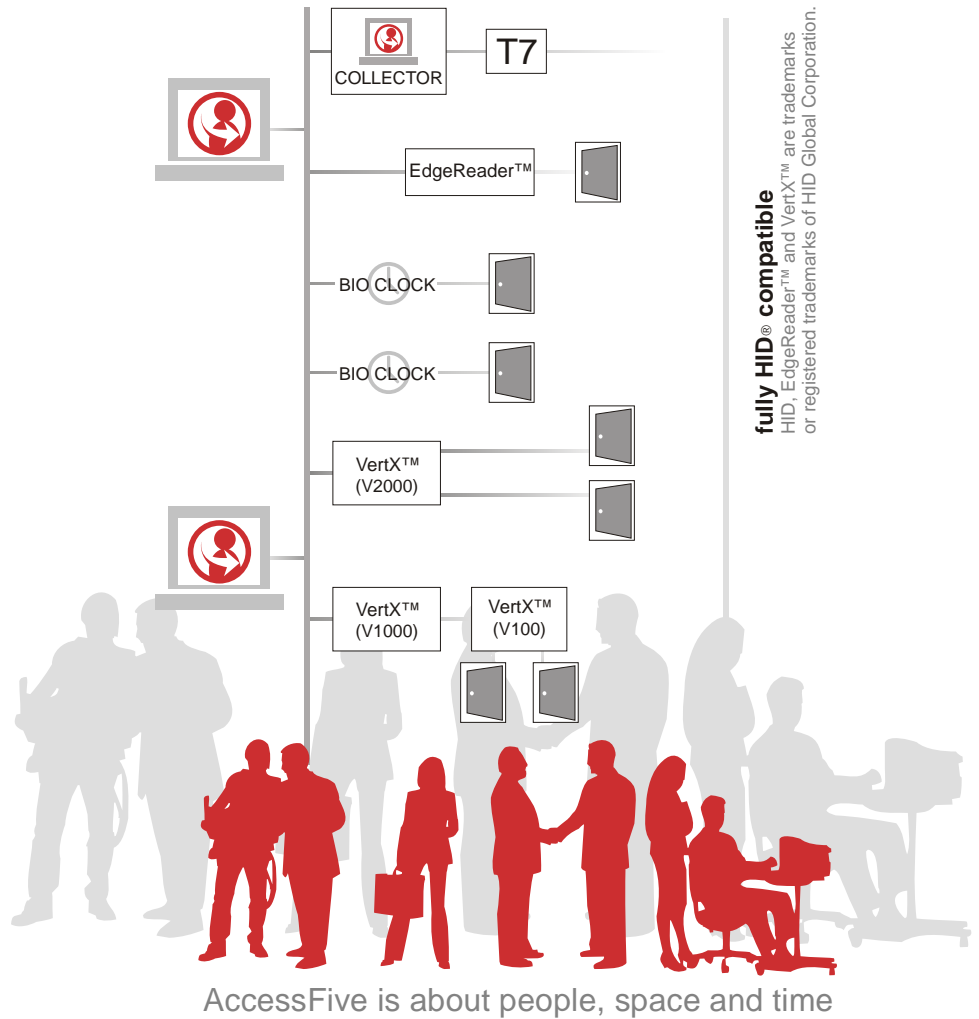 COLLECTOR
T7
EdgeReader™
BIO CLOCK
BIO CLOCK
VertX™
(V2000)
VertX™
(V1000)
VertX™
(V100)
fully HID® compatible
HID, EdgeReader™ and VertX™ are trademarks
or registered trademarks of HID Global Corporation.
AccessFive is about people, space and time